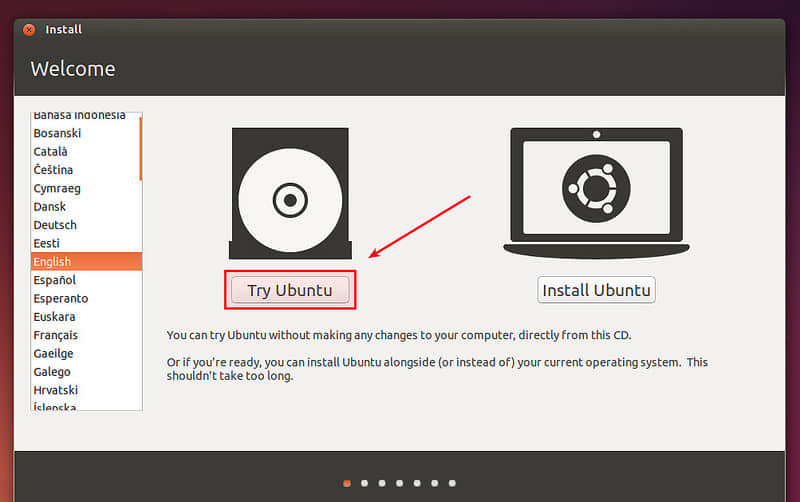 Install
Welcome
Bahasa Indonesia
Bosanski
Català
Čeština
Cymraeg
Dansk
Deutsch
Eesti
English
Español
Esperanto
Euskara
Français
Gaeilge
Galego
Hrvatski
Íslenska
Try Ubuntu
Install Ubuntu
You can try Ubuntu without making any changes to your computer, directly from this CD.
Or if you're ready, you can install Ubuntu alongside (or instead of) your current operating system. This
shouldn't take too long.